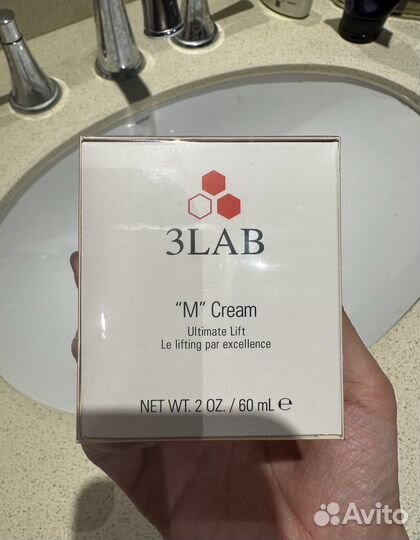 3LAB
“M” Cream
Ultimate Lift
Le lifting par excellence
NET WT. 2 OZ. / 60 mL ℮
Avito